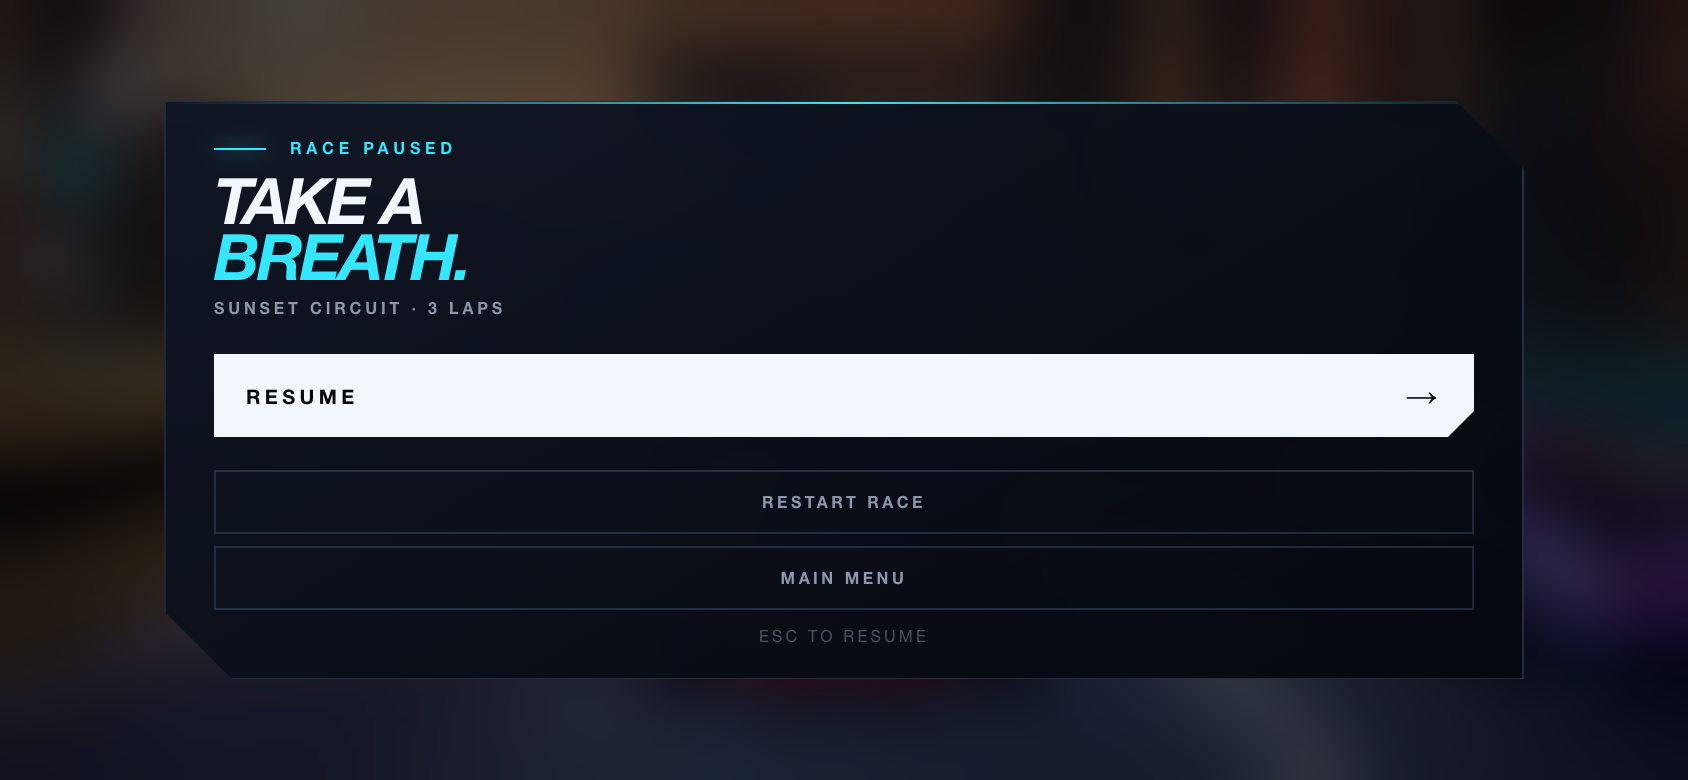 RACE PAUSED
TAKE A
BREATH.
SUNSET CIRCUIT · 3 LAPS
RESUME →
RESTART RACE
MAIN MENU
ESC TO RESUME